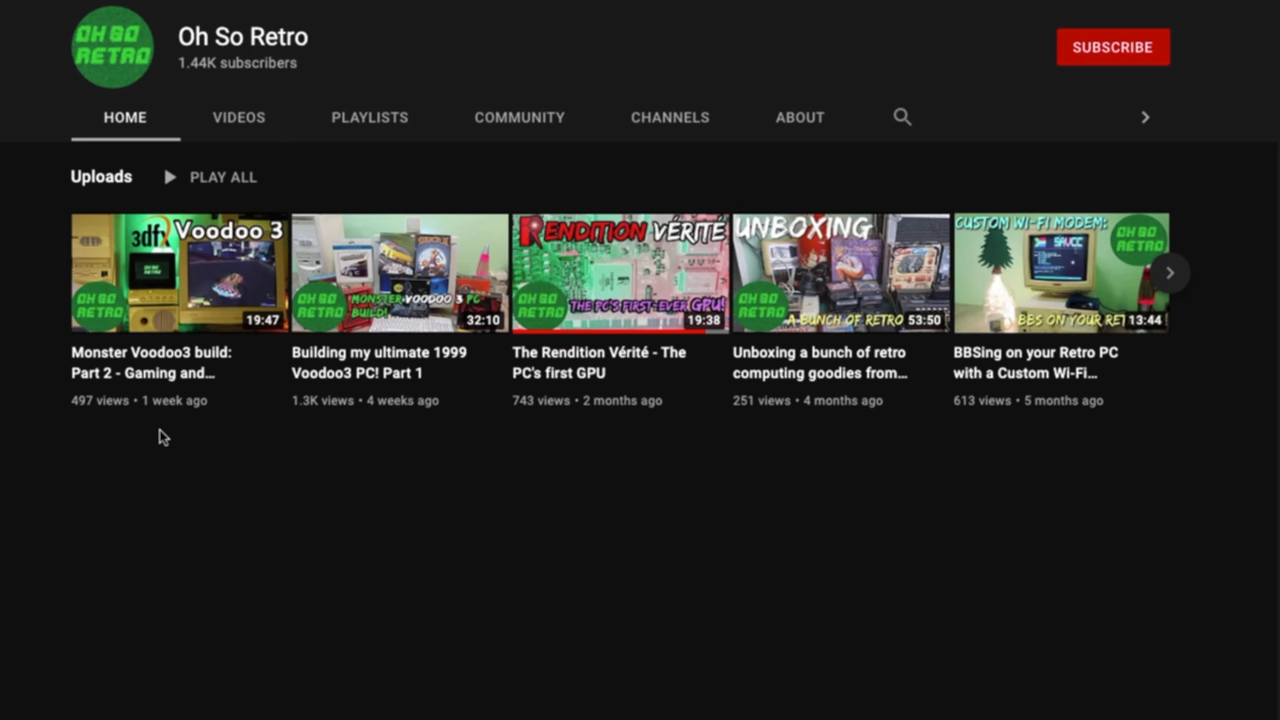 OH SO
RETRO
Oh So Retro
1.44K subscribers
SUBSCRIBE
HOME
VIDEOS
PLAYLISTS
COMMUNITY
CHANNELS
ABOUT
Uploads
PLAY ALL
3dfx Voodoo 3
OH SO
RETRO
19:47
Monster Voodoo3 build:
Part 2 - Gaming and…
497 views • 1 week ago
OH SO
RETRO
MONSTER VOODOO 3 PC
BUILD!
32:10
Building my ultimate 1999
Voodoo3 PC! Part 1
1.3K views • 4 weeks ago
RENDITION VÉRITÉ
OH SO
RETRO
THE PC'S FIRST-EVER GPU!
19:38
The Rendition Vérité - The
PC's first GPU
743 views • 2 months ago
UNBOXING
OH SO
RETRO
A BUNCH OF RETRO
53:50
Unboxing a bunch of retro
computing goodies from…
251 views • 4 months ago
CUSTOM WI-FI MODEM:
OH SO
RETRO
BBS ON YOUR RET
13:44
BBSing on your Retro PC
with a Custom Wi-Fi…
613 views • 5 months ago